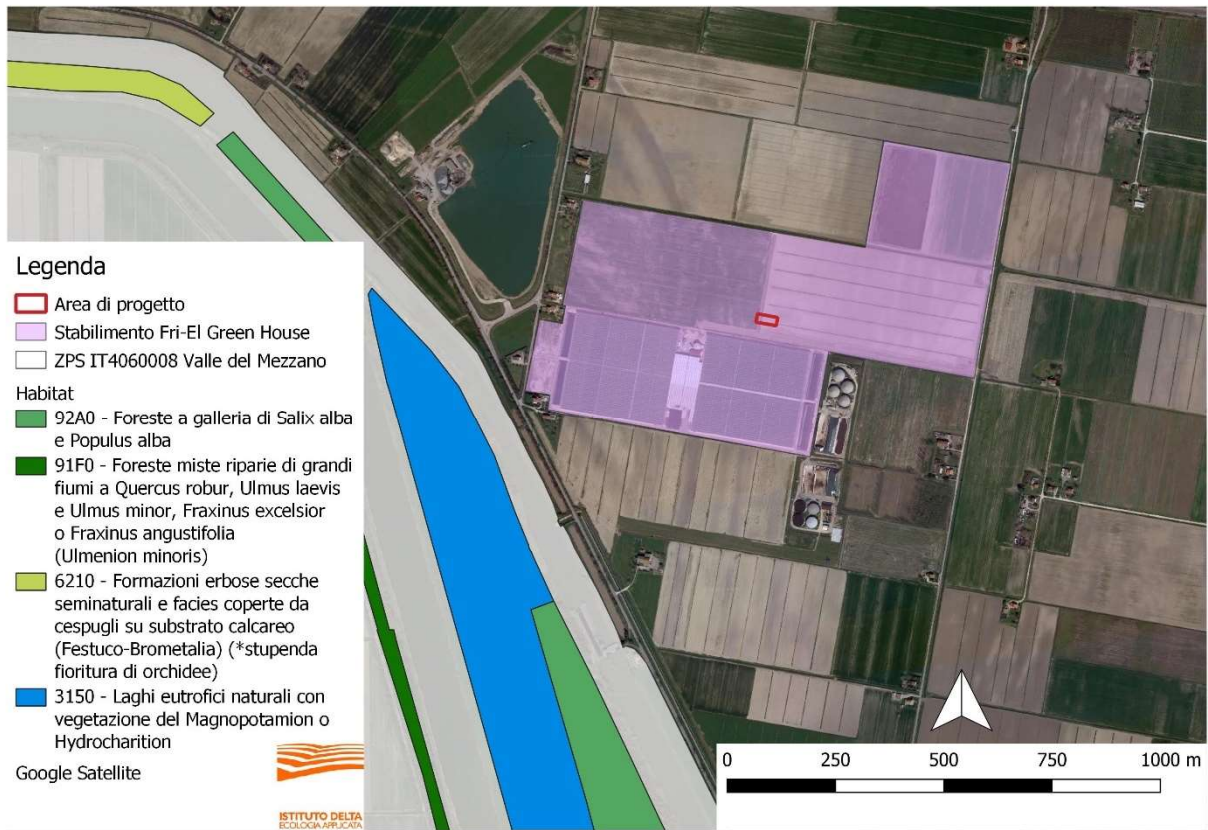 Legenda
Area di progetto
Stabilimento Fri-El Green House
ZPS IT4060008 Valle del Mezzano
Habitat
92A0 - Foreste a galleria di Salix alba
e Populus alba
91F0 - Foreste miste riparie di grandi
fiumi a Quercus robur, Ulmus laevis
e Ulmus minor, Fraxinus excelsior
o Fraxinus angustifolia
(Ulmenion minoris)
6210 - Formazioni erbose secche
seminaturali e facies coperte da
cespugli su substrato calcareo
(Festuco-Brometalia) (*stupenda
fioritura di orchidee)
3150 - Laghi eutrofici naturali con
vegetazione del Magnopotamion o
Hydrocharition
Google Satellite
ISTITUTO DELTA
ECOLOGIA APPLICATA
0 250 500 750 1000 m